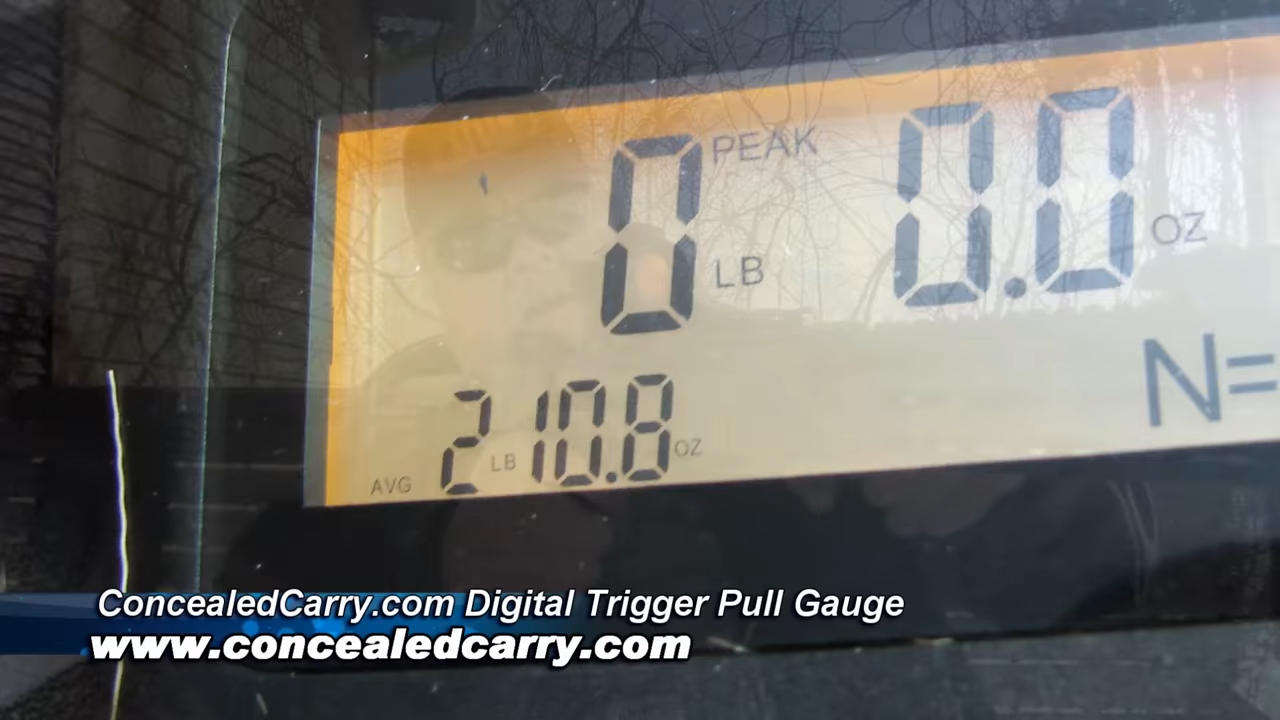 0 PEAK LB 0.0 OZ
N=
AVG 2 LB 10.8 OZ
ConcealedCarry.com Digital Trigger Pull Gauge
www.concealedcarry.com